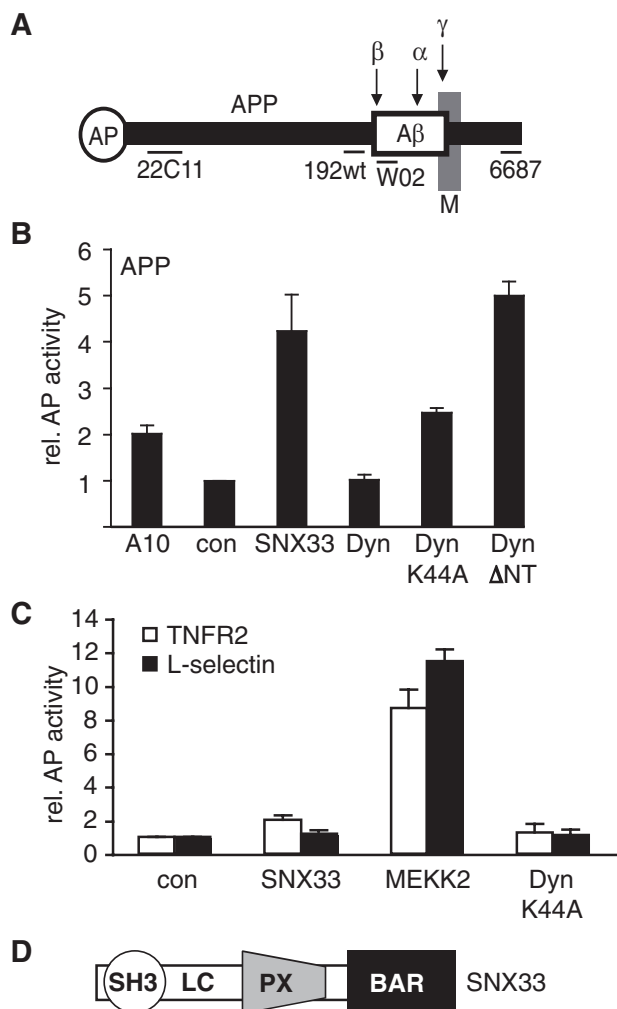 A
γ
β α
APP
AP
Aβ
22C11 192wt W02 6687
M
B
APP
rel. AP activity
6
5
4
3
2
1
A10 con SNX33 Dyn Dyn K44A Dyn ΔNT
C
TNFR2
L-selectin
rel. AP activity
14
12
10
8
6
4
2
0
con SNX33 MEKK2 Dyn K44A
D
SH3 LC PX BAR SNX33